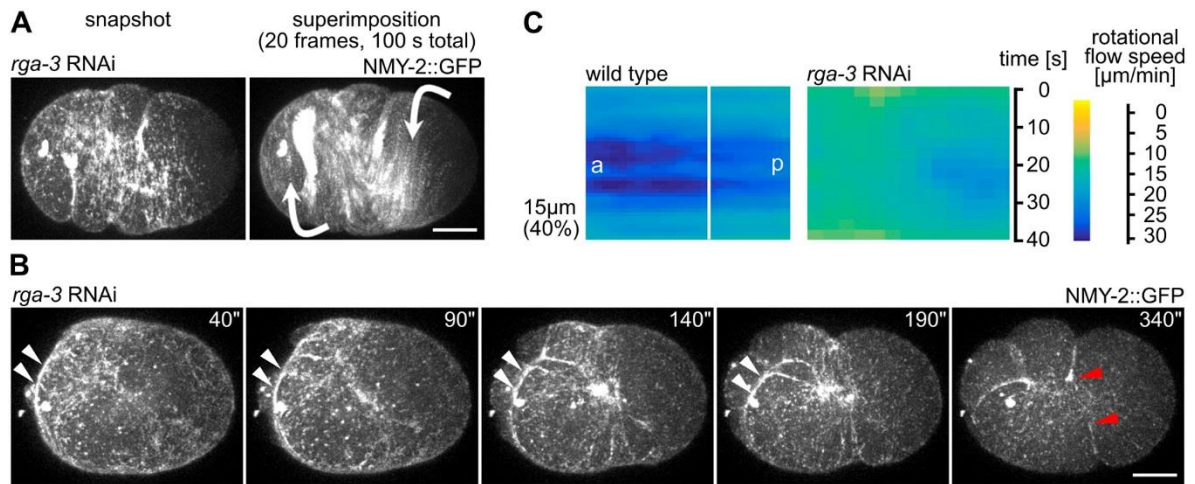 A
snapshot
superimposition
(20 frames, 100 s total)
rga-3 RNAi
NMY-2::GFP
C
wild type
rga-3 RNAi
time [s]
rotational
flow speed
[µm/min]
a
p
15µm
(40%)
0
10
20
30
40
0
5
10
15
20
25
30
B
rga-3 RNAi
NMY-2::GFP
40"
90"
140"
190"
340"